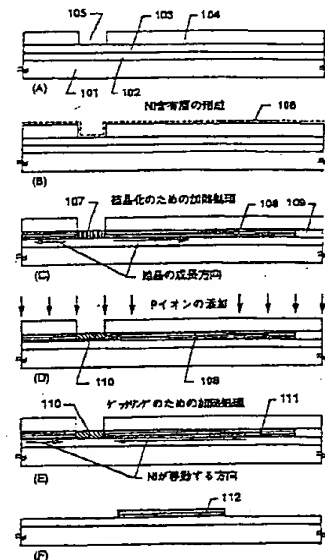 105 103 104
(A) 101 102
Ni含有層の形成 106
(B)
結晶化のための加熱処理
107 108 109
(C) 結晶の成長方向
Pイオンの添加
(D) 110 108
ゲッタリングのための加熱処理
110 111
(E) Niが移動する方向
112
(F)